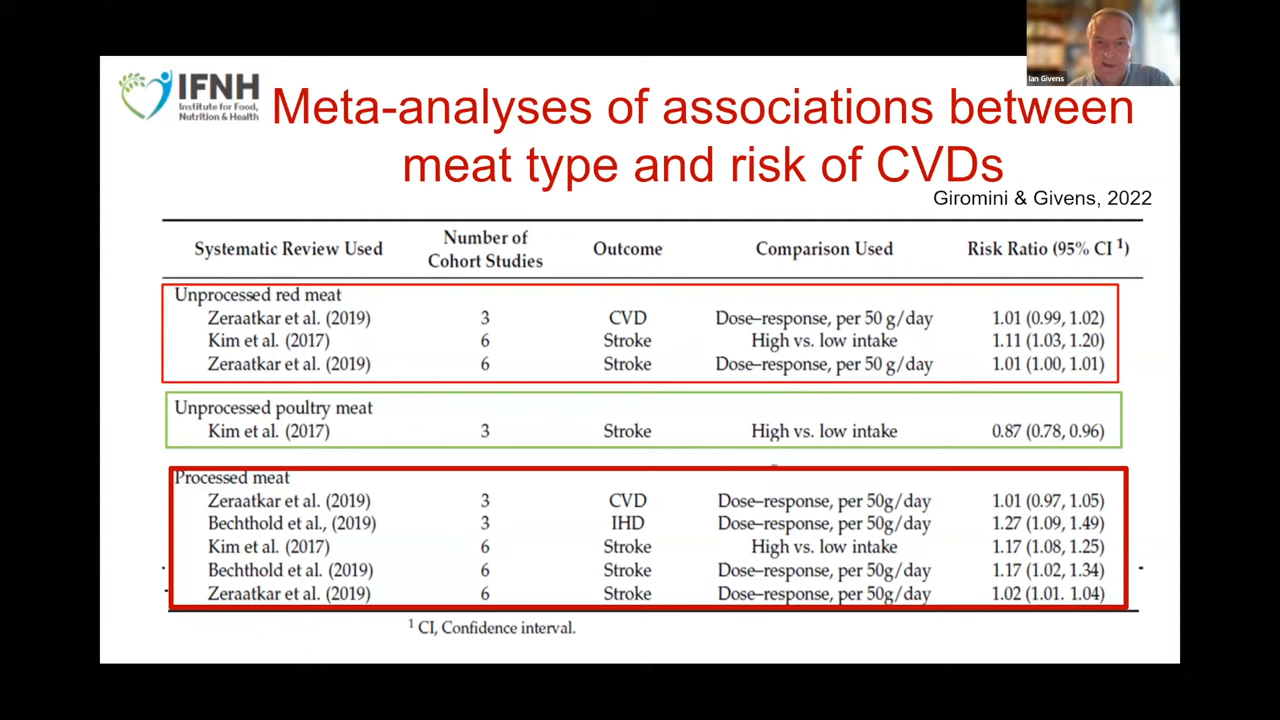 Ian Givens
IFNH
Institute for Food,
Nutrition & Health
Meta-analyses of associations between
meat type and risk of CVDs
Giromini & Givens, 2022
Systematic Review Used Number of Cohort Studies Outcome Comparison Used Risk Ratio (95% CI ¹)
Unprocessed red meat
Zeraatkar et al. (2019) 3 CVD Dose–response, per 50 g/day 1.01 (0.99, 1.02)
Kim et al. (2017) 6 Stroke High vs. low intake 1.11 (1.03, 1.20)
Zeraatkar et al. (2019) 6 Stroke Dose–response, per 50 g/day 1.01 (1.00, 1.01)
Unprocessed poultry meat
Kim et al. (2017) 3 Stroke High vs. low intake 0.87 (0.78, 0.96)
Processed meat
Zeraatkar et al. (2019) 3 CVD Dose–response, per 50g/day 1.01 (0.97, 1.05)
Bechthold et al., (2019) 3 IHD Dose–response, per 50g/day 1.27 (1.09, 1.49)
Kim et al. (2017) 6 Stroke High vs. low intake 1.17 (1.08, 1.25)
Bechthold et al. (2019) 6 Stroke Dose–response, per 50g/day 1.17 (1.02, 1.34)
Zeraatkar et al. (2019) 6 Stroke Dose–response, per 50g/day 1.02 (1.01. 1.04)
¹ CI, Confidence interval.